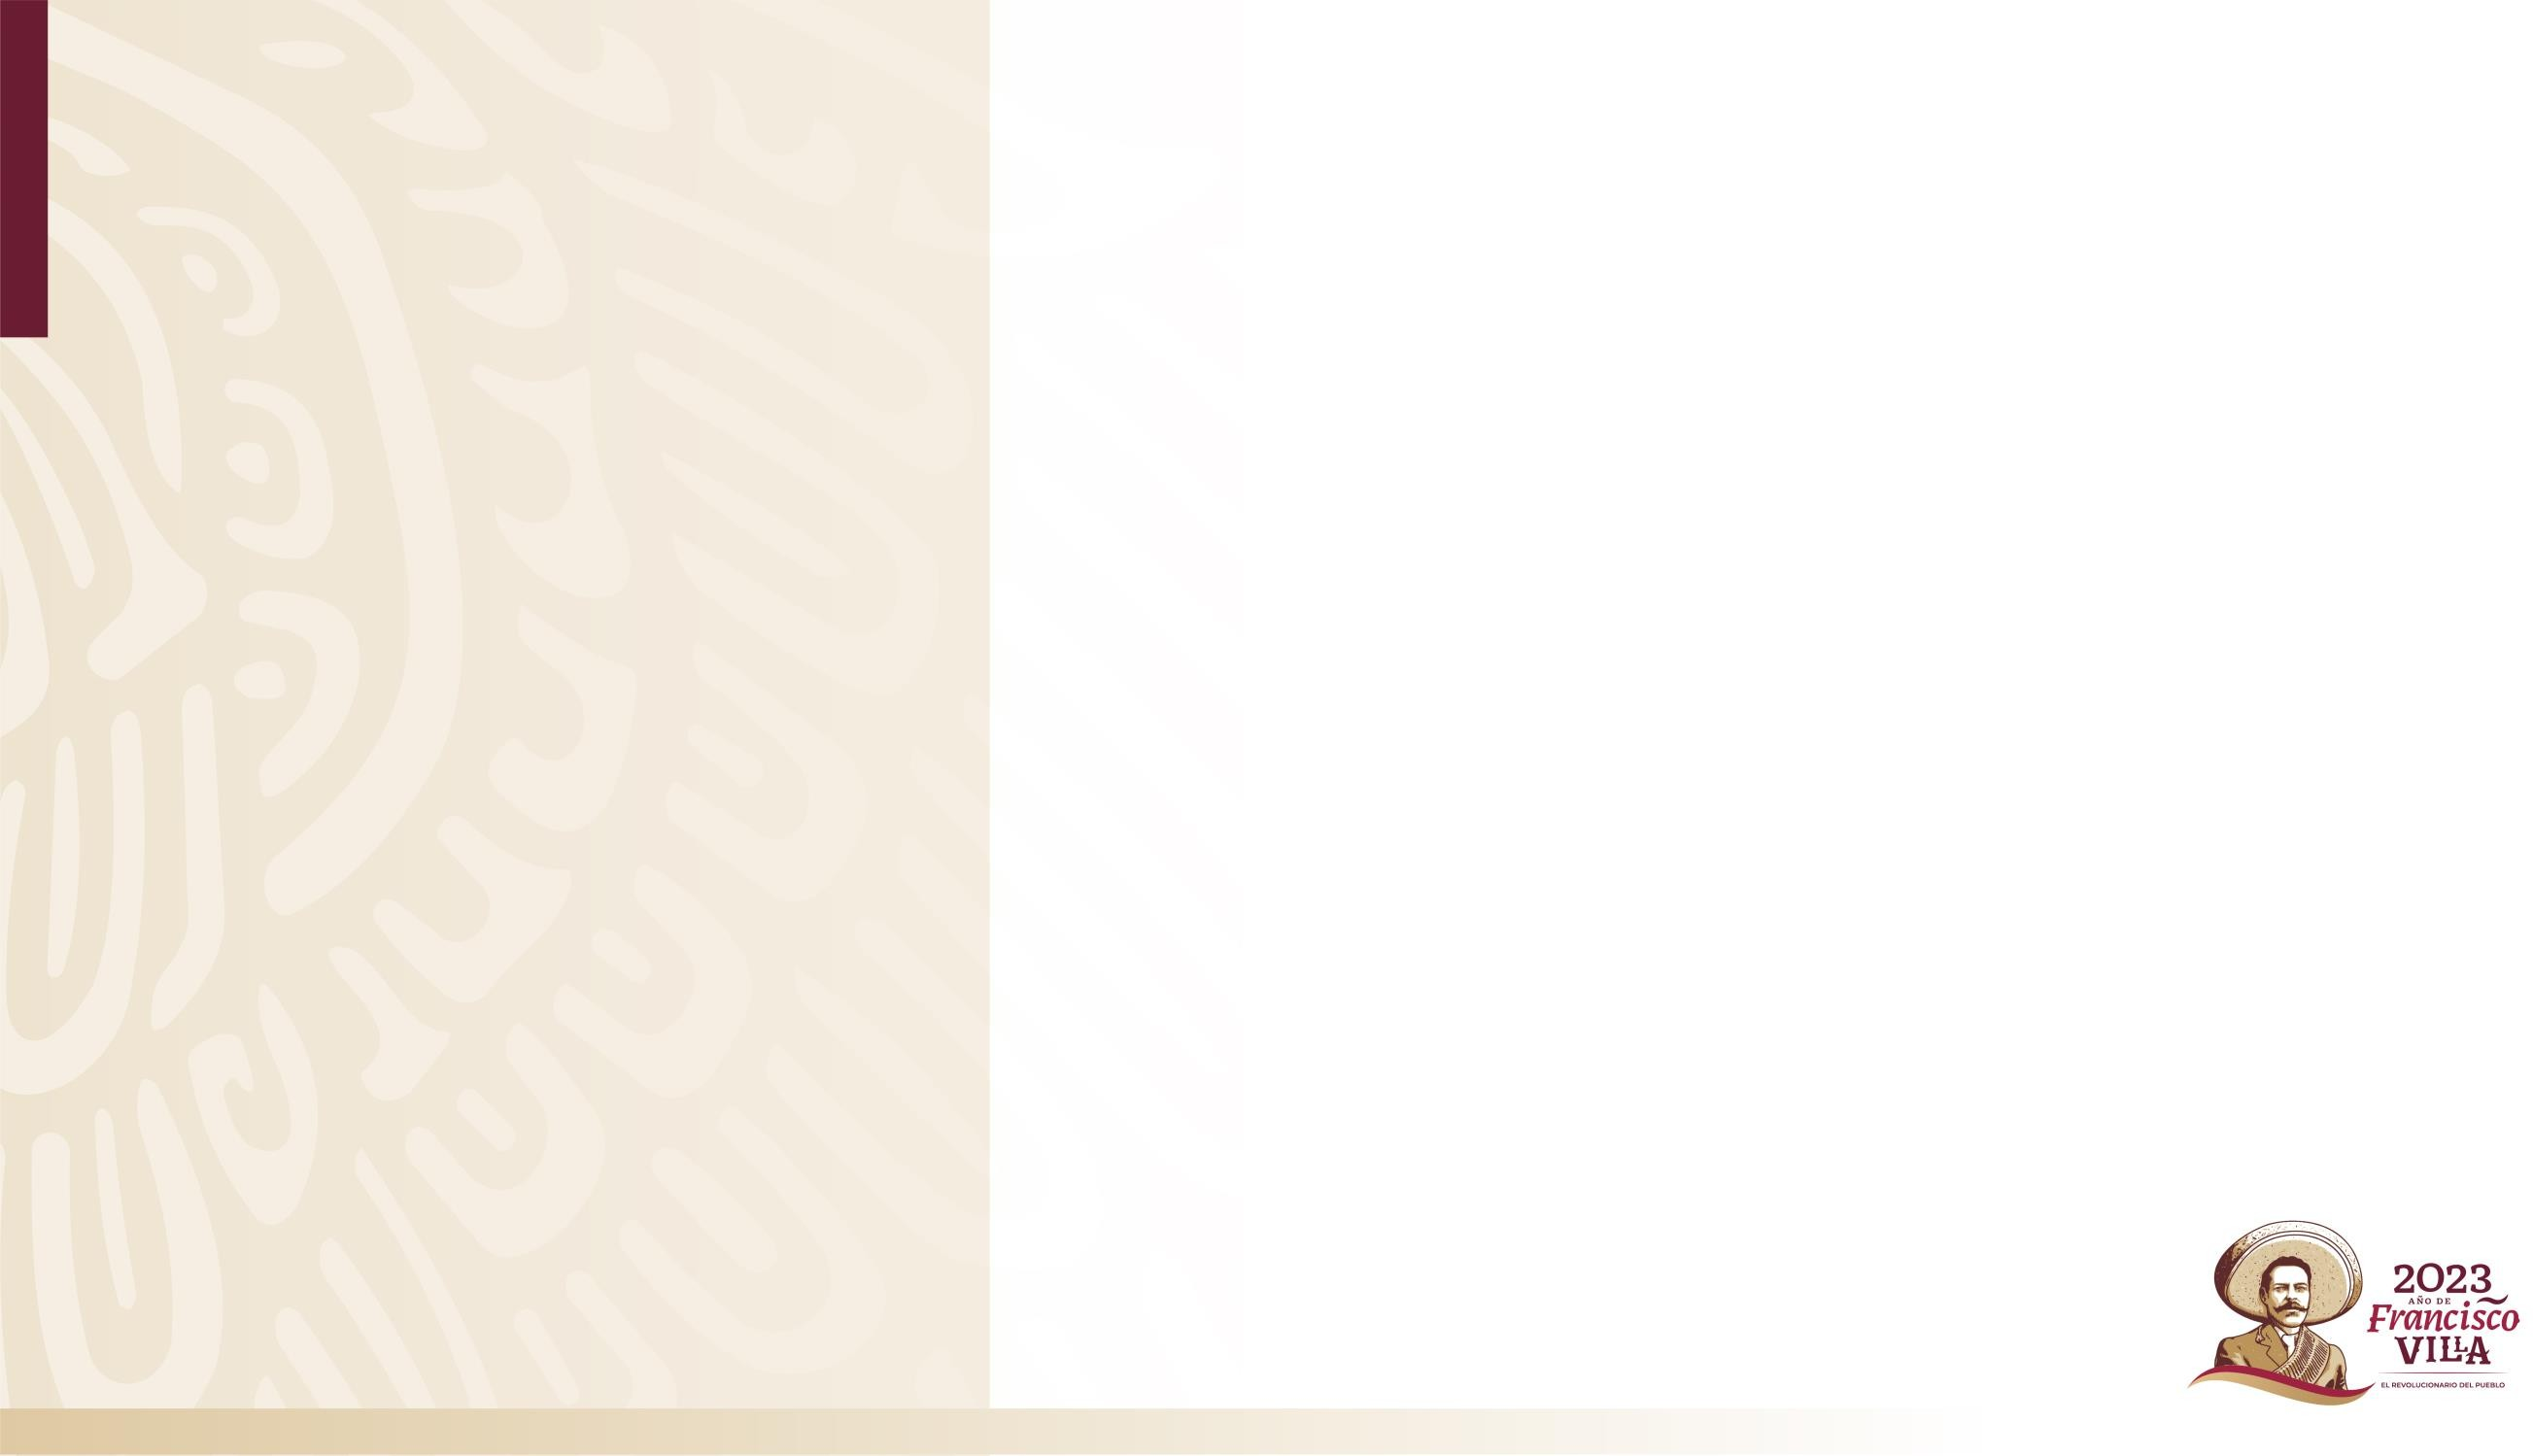 2023
AÑO DE
Francisco
VILLA
EL REVOLUCIONARIO DEL PUEBLO